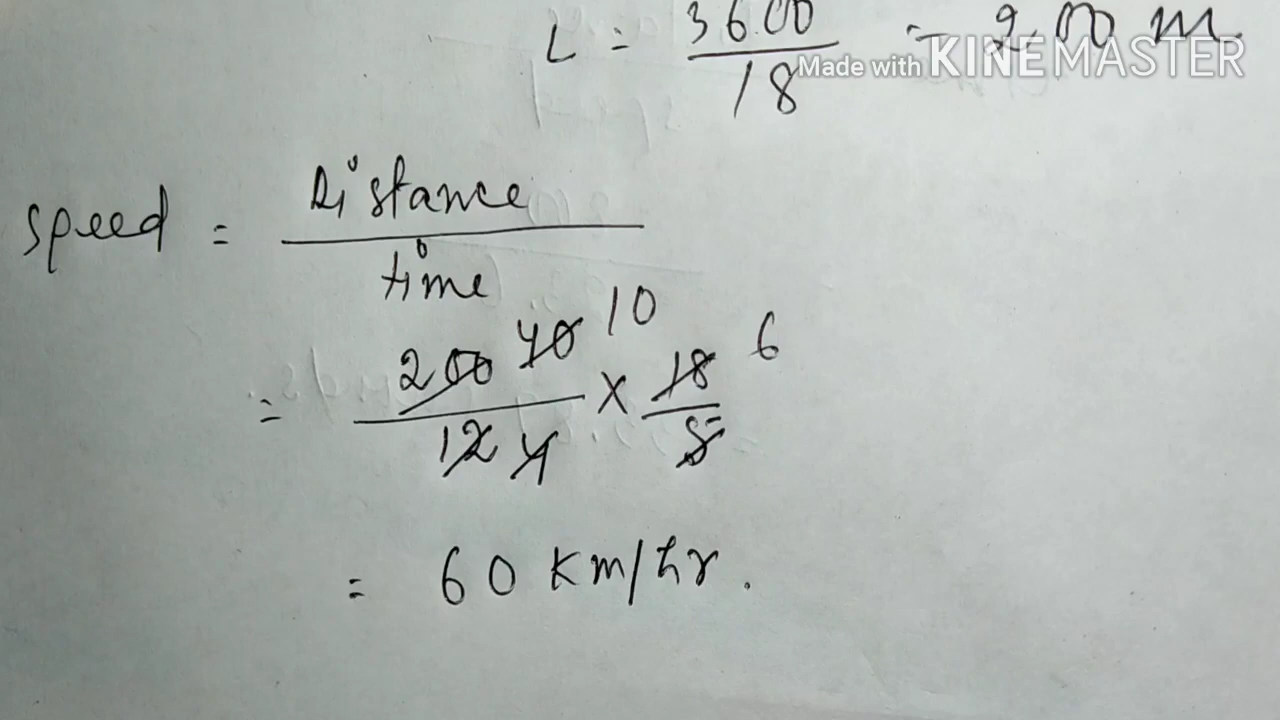 L = 3600/18 = 200 m
Made with KINEMASTER
Speed = Distance/time
= 200 40 10/12 4 × 18 6/5
= 60 Km/hr.